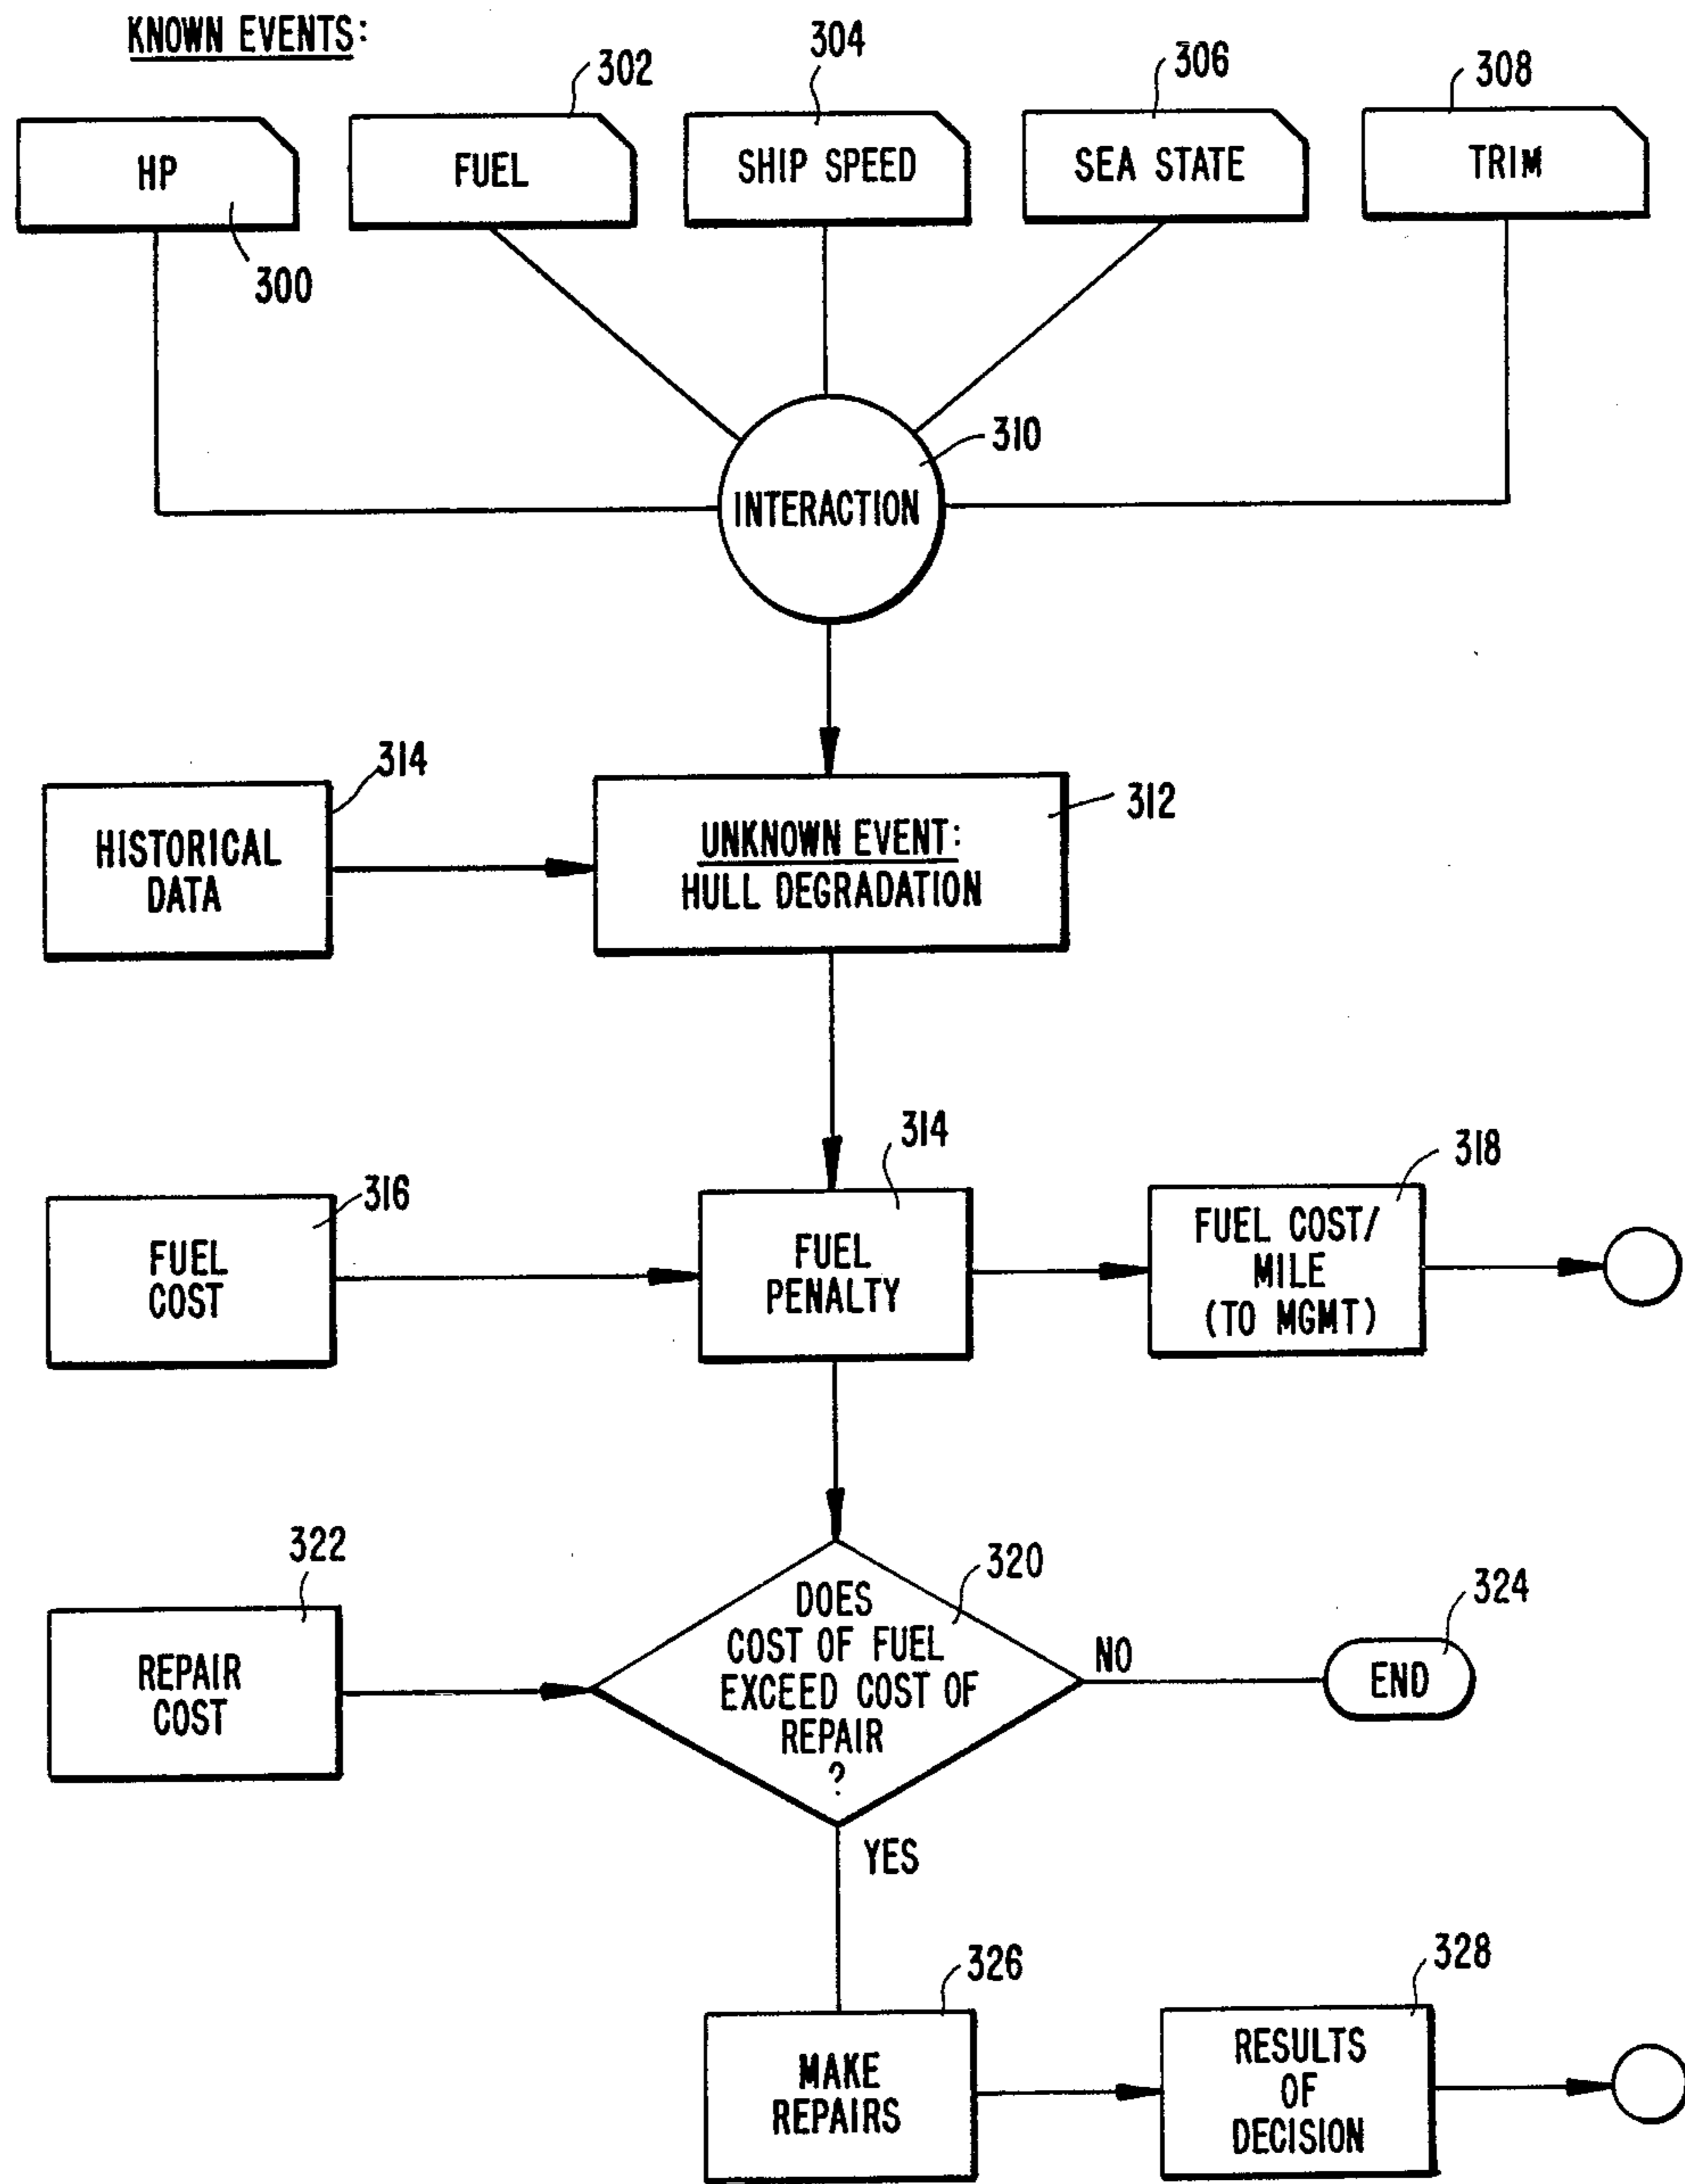 KNOWN EVENTS:
302
304
306
308
HP
FUEL
SHIP SPEED
SEA STATE
TRIM
300
310
INTERACTION
314
312
HISTORICAL
DATA
UNKNOWN EVENT:
HULL DEGRADATION
314
318
316
FUEL
COST
FUEL
PENALTY
FUEL COST/
MILE
(TO MGMT)
322
320
324
REPAIR
COST
DOES
COST OF FUEL
EXCEED COST OF
REPAIR
?
NO
END
YES
326
328
MAKE
REPAIRS
RESULTS
OF
DECISION